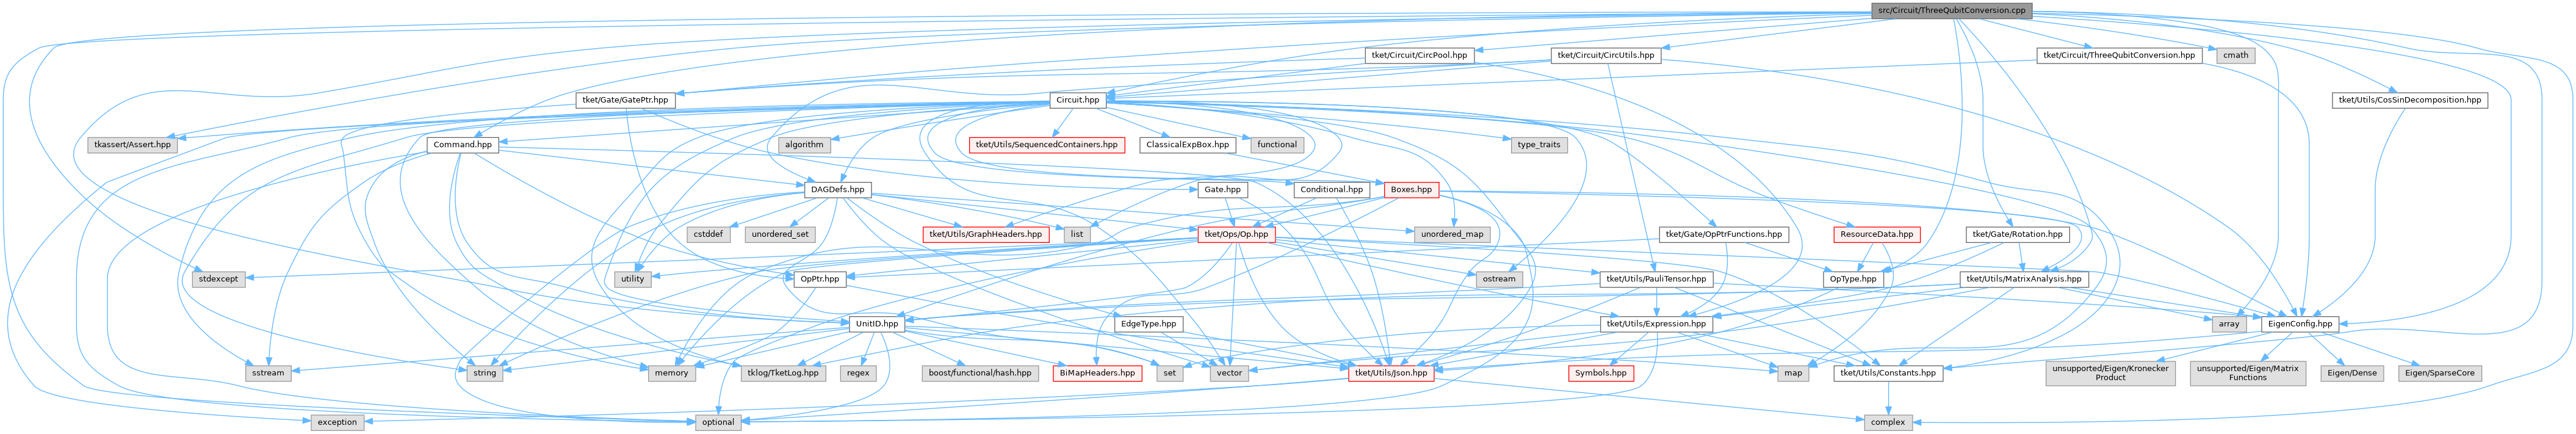 src/Circuit/ThreeQubitConversion.cpp
tket/Circuit/CircPool.hpp
tket/Circuit/CircUtils.hpp
tket/Circuit/ThreeQubitConversion.hpp
cmath
tket/Gate/GatePtr.hpp
Circuit.hpp
tket/Utils/CosSinDecomposition.hpp
tkassert/Assert.hpp
Command.hpp
algorithm
tket/Utils/SequencedContainers.hpp
ClassicalExpBox.hpp
functional
type_traits
DAGDefs.hpp
Gate.hpp
Conditional.hpp
Boxes.hpp
cstddef
unordered_set
tket/Utils/GraphHeaders.hpp
list
tket/Ops/Op.hpp
unordered_map
tket/Gate/OpPtrFunctions.hpp
ResourceData.hpp
tket/Gate/Rotation.hpp
stdexcept
utility
OpPtr.hpp
ostream
tket/Utils/PauliTensor.hpp
OpType.hpp
tket/Utils/MatrixAnalysis.hpp
UnitID.hpp
EdgeType.hpp
tket/Utils/Expression.hpp
array
EigenConfig.hpp
sstream
string
memory
tklog/TketLog.hpp
regex
boost/functional/hash.hpp
BiMapHeaders.hpp
set
vector
tket/Utils/Json.hpp
Symbols.hpp
map
tket/Utils/Constants.hpp
unsupported/Eigen/Kronecker
Product
unsupported/Eigen/Matrix
Functions
Eigen/Dense
Eigen/SparseCore
exception
optional
complex